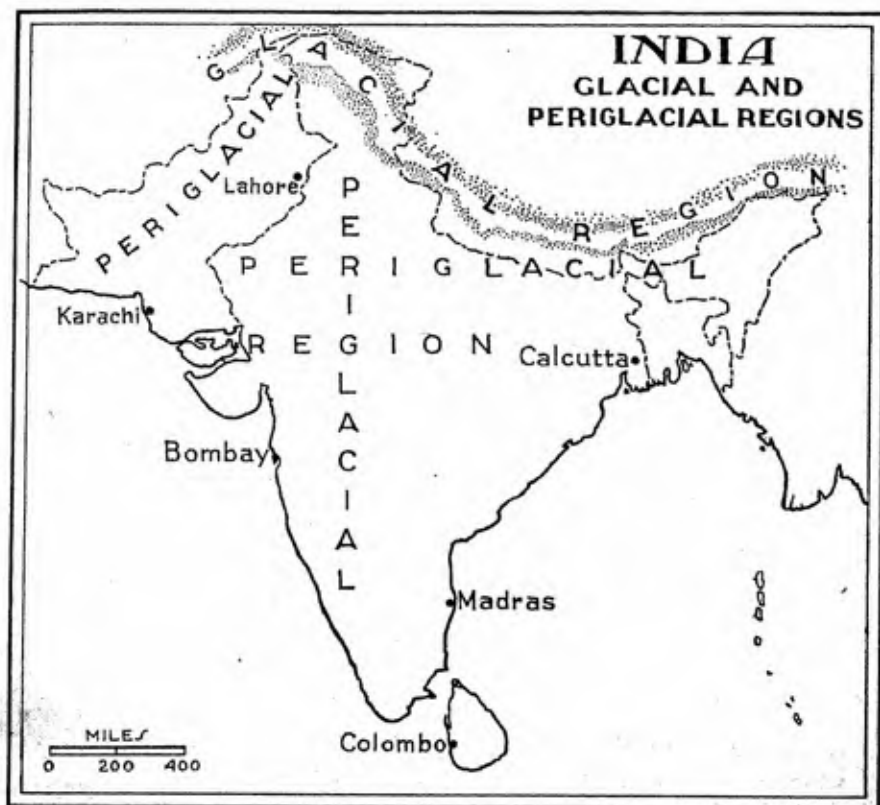 INDIA
GLACIAL AND
PERIGLACIAL REGIONS
GLACIAL REGION
PERIGLACIAL
Lahore
PERIGLACIAL
PERIGLACIAL
REGION
Karachi
Calcutta
Bombay
Madras
Colombo
MILES
0 200 400